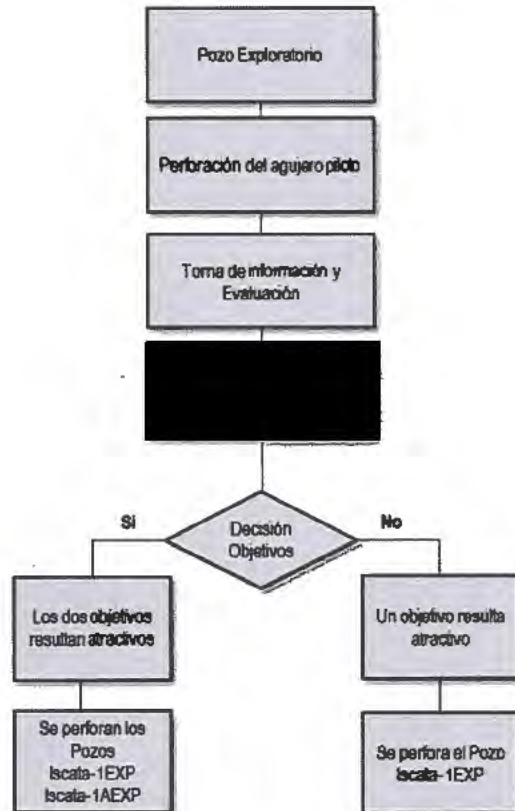 Pozo Exploratorio
Perforación del agujero piloto
Toma de información y
Evaluación
Decisión
Objetivos
Si
No
Los dos objetivos
resultan atractivos
Un objetivo resulta
atractivo
Se perforan los
Pozos
Iscata-1EXP
Iscata-1AEXP
Se perfora el Pozo
Iscata-1EXP